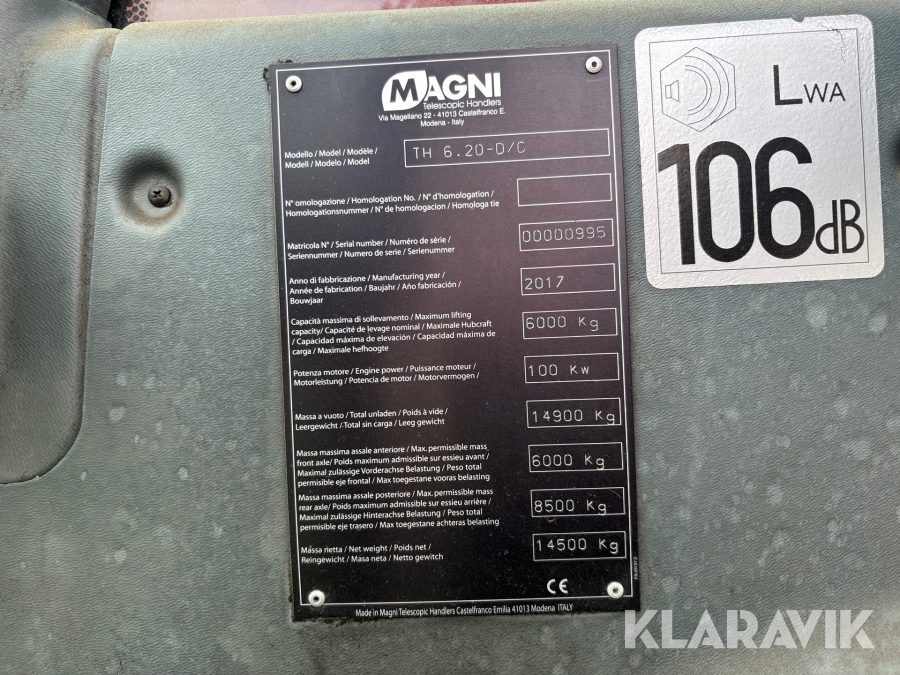 MAGNI
Telescopic Handlers
Via Magellano 22 - 41013 Castelfranco E.
Modena - Italy
Modello / Model / Modèle /
Modell / Modelo / Model
TH 6.20-D/C
N° omologazione / Homologation No. / N° d'homologation /
Homologationsnummer / N° de homologacion / Homologa tie
Matricola N° / Serial number / Numéro de série /
Seriennummer / Numero de serie / Serienummer
00000995
Anno di fabbricazione / Manufacturing year /
Année de fabrication / Baujahr / Año fabricación /
Bouwjaar
2017
Capacità massima di sollevamento / Maximum lifting
capacity/ Capacité de levage nominal / Maximale Hubcraft
/ Capacidad máxima de elevación / Capacidad máxima de
carga / Maximale hefhoogte
6000 Kg
Potenza motore / Engine power / Puissance moteur /
Motorleistung / Potencia de motor / Motorvermogen /
100 Kw
Massa a vuoto / Total unladen / Poids à vide /
Leergewicht / Total sin carga / Leeg gewicht
14900 Kg
Massa massima assale anteriore / Max. permissible mass
front axle/ Poids maximum admissible sur essieu avant /
Maximal zulässige Vorderachse Belastung / Peso total
permisible eje frontal / Max toegestane vooras belasting
6000 Kg
Massa massima assale posteriore / Max. permissible mass
rear axle/ Poids maximum admissible sur essieu arrière /
Maximal zulässige Hinterachse Belastung / Peso total
permisible eje trasero / Max toegestane achteras belasting
8500 Kg
Massa netta / Net weight / Poids net /
Reingewicht / Masa neta / Netto gewitch
14500 Kg
CE
Made in Magni Telescopic Handlers Castelfranco Emilia 41013 Modena ITALY
LWA
106dB
KLARAVIK